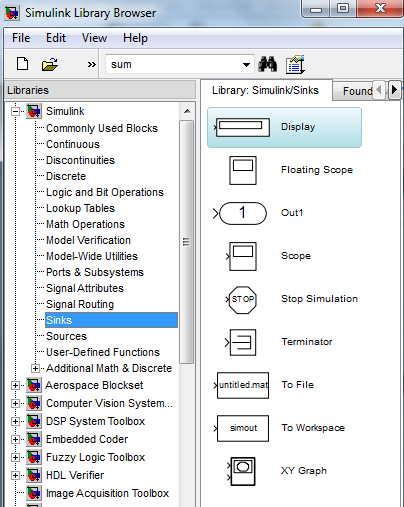 Simulink Library Browser
File Edit View Help
» sum
Libraries
Library: Simulink/Sinks
Found
Simulink
Commonly Used Blocks
Continuous
Discontinuities
Discrete
Logic and Bit Operations
Lookup Tables
Math Operations
Model Verification
Model-Wide Utilities
Ports & Subsystems
Signal Attributes
Signal Routing
Sinks
Sources
User-Defined Functions
Additional Math & Discrete
Aerospace Blockset
Computer Vision System...
DSP System Toolbox
Embedded Coder
Fuzzy Logic Toolbox
HDL Verifier
Image Acquisition Toolbox
Display
Floating Scope
1 Out1
Scope
STOP Stop Simulation
Terminator
untitled.mat To File
simout To Workspace
XY Graph